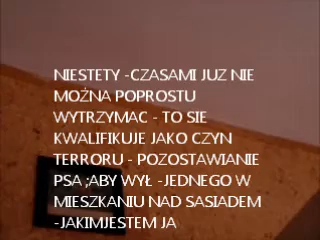 NIESTETY -CZASAMI JUZ NIE
MOŻNA POPROSTU
WYTRZYMAC - TO SIE
KWALIFIKUJE JAKO CZYN
TERRORU - POZOSTAWIANIE
PSA ;ABY WYŁ -JEDNEGO W
MIESZKANIU NAD SASIADEM
-JAKIMJESTEM JA